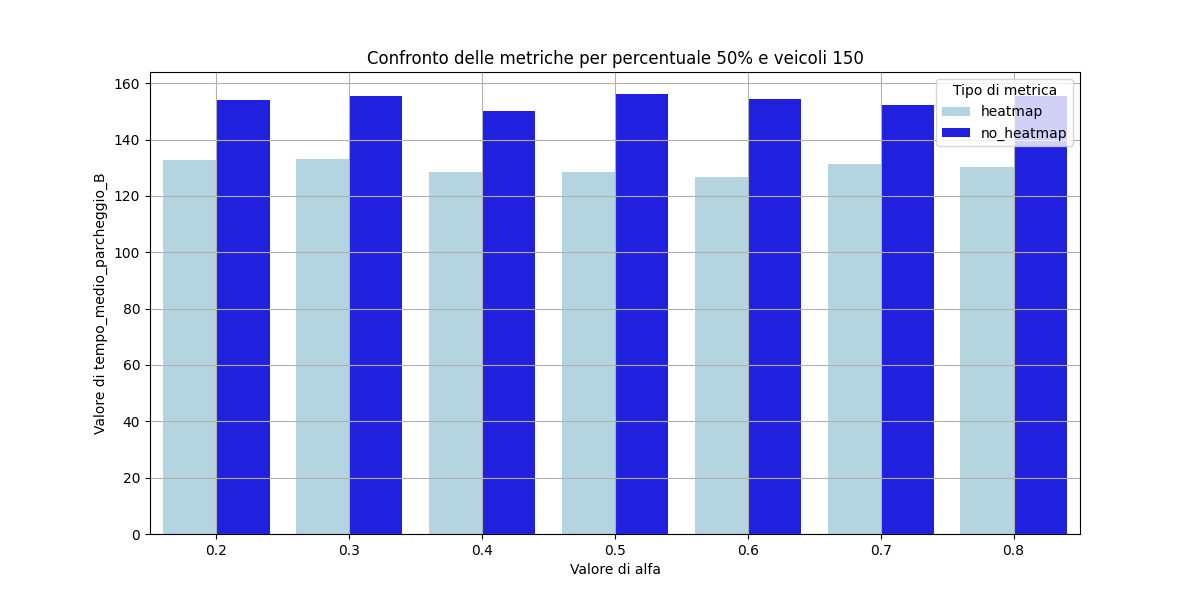 Confronto delle metriche per percentuale 50% e veicoli 150
Valore di tempo_medio_parcheggio_B
160
140
120
100
80
60
40
20
0
Tipo di metrica
heatmap
no_heatmap
0.2 0.3 0.4 0.5 0.6 0.7 0.8
Valore di alfa